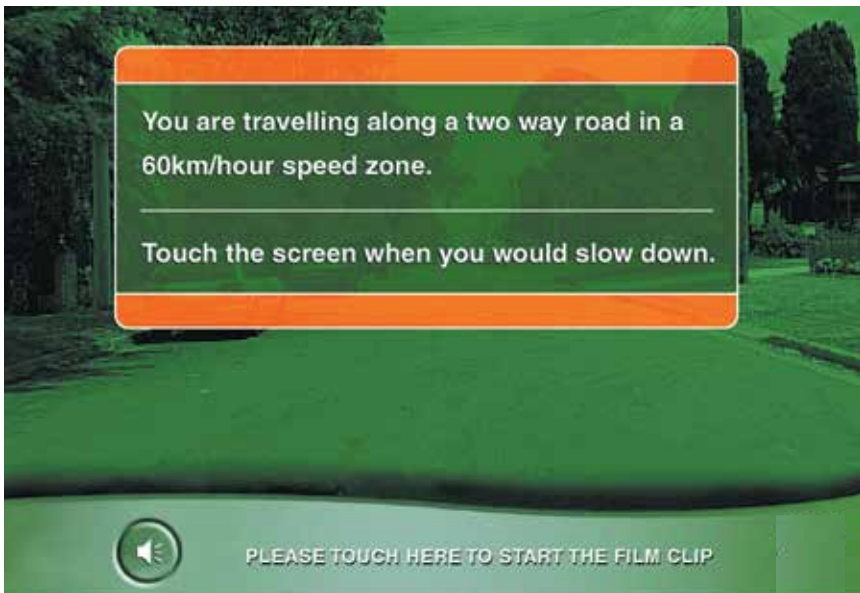 You are travelling along a two way road in a
60km/hour speed zone.
Touch the screen when you would slow down.
PLEASE TOUCH HERE TO START THE FILM CLIP